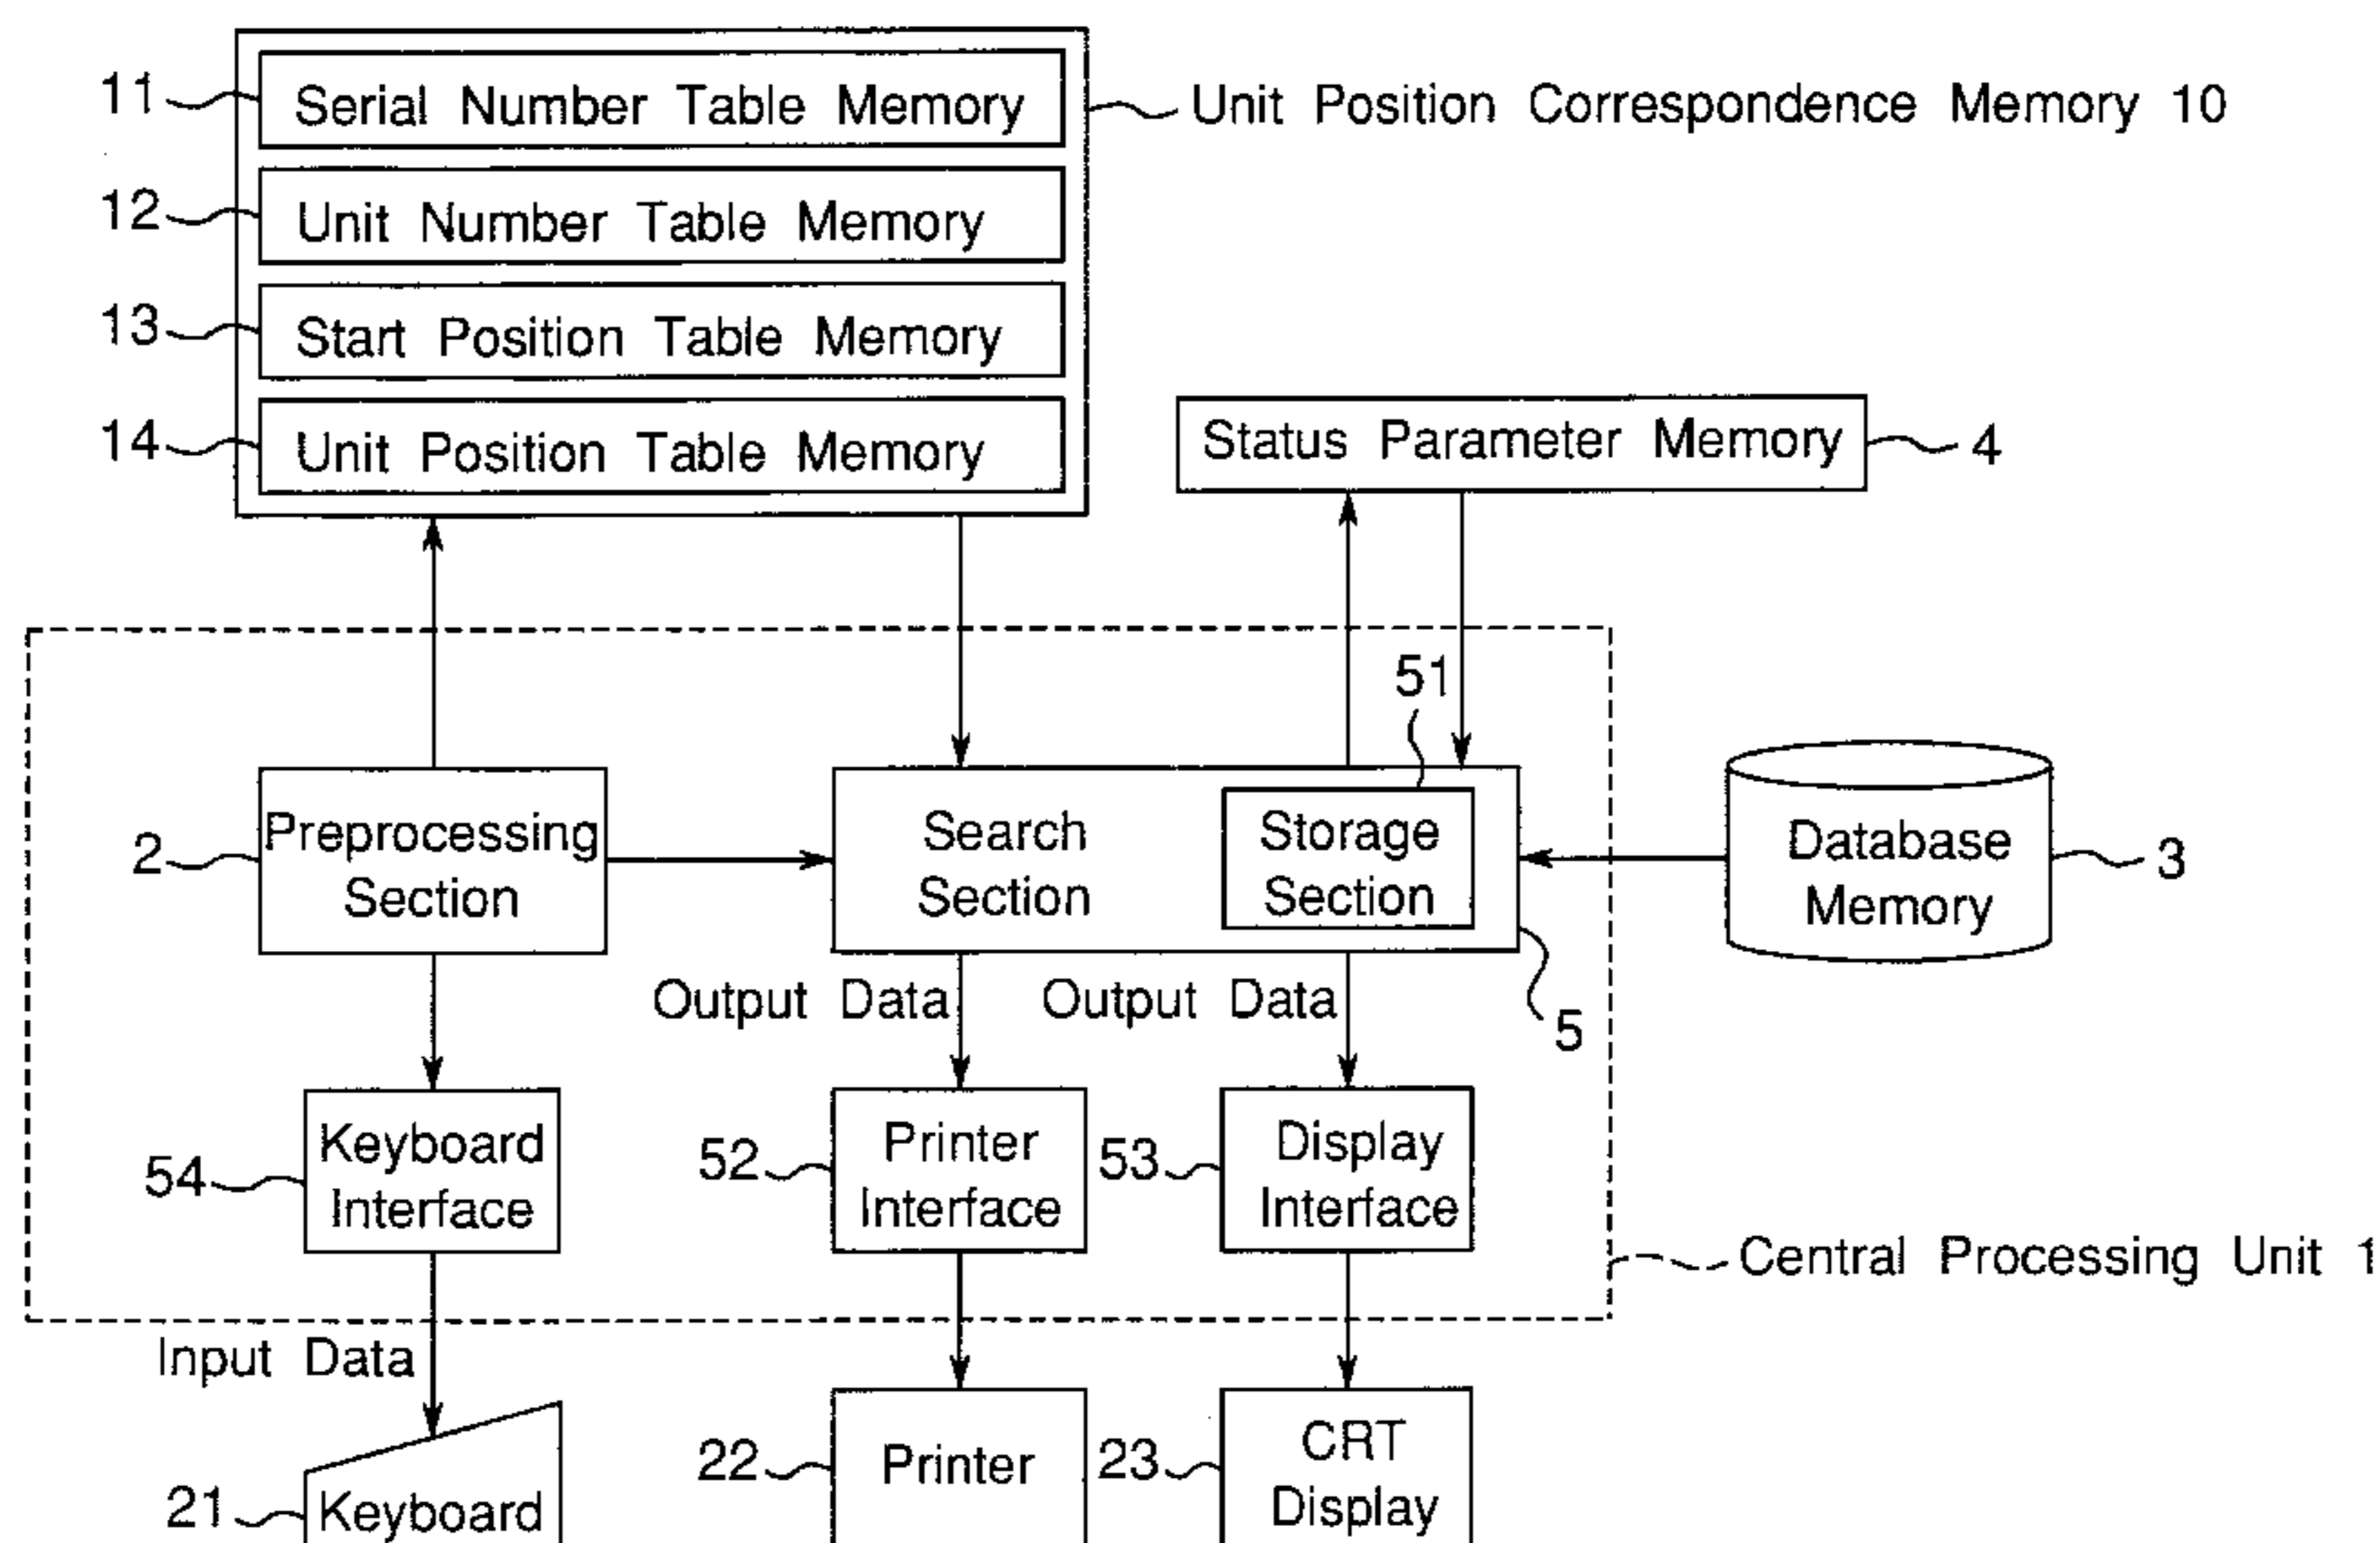 11 Serial Number Table Memory
Unit Position Correspondence Memory 10
12 Unit Number Table Memory
13 Start Position Table Memory
14 Unit Position Table Memory
Status Parameter Memory 4
51
2 Preprocessing
Section
Search
Section
Storage
Section
Database
Memory
3
Output Data
Output Data
5
54 Keyboard
Interface
52 Printer
Interface
53 Display
Interface
Central Processing Unit 1
Input Data
21 Keyboard
22 Printer
23 CRT
Display